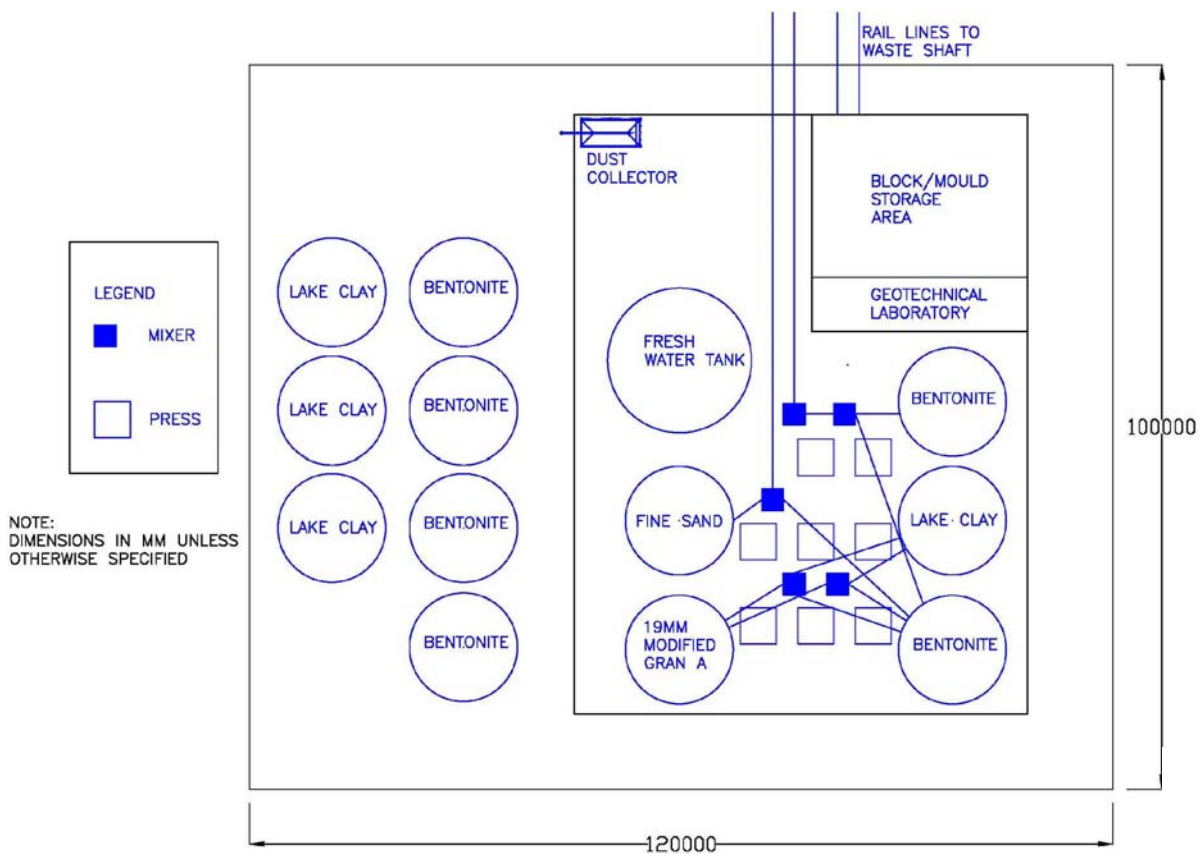 RAIL LINES TO
WASTE SHAFT
DUST
COLLECTOR
BLOCK/MOULD
STORAGE
AREA
LEGEND
MIXER
PRESS
LAKE CLAY
BENTONITE
GEOTECHNICAL
LABORATORY
FRESH
WATER TANK
BENTONITE
LAKE CLAY
BENTONITE
100000
NOTE:
DIMENSIONS IN MM UNLESS
OTHERWISE SPECIFIED
LAKE CLAY
BENTONITE
FINE SAND
LAKE CLAY
BENTONITE
19MM
MODIFIED
GRAN A
BENTONITE
120000